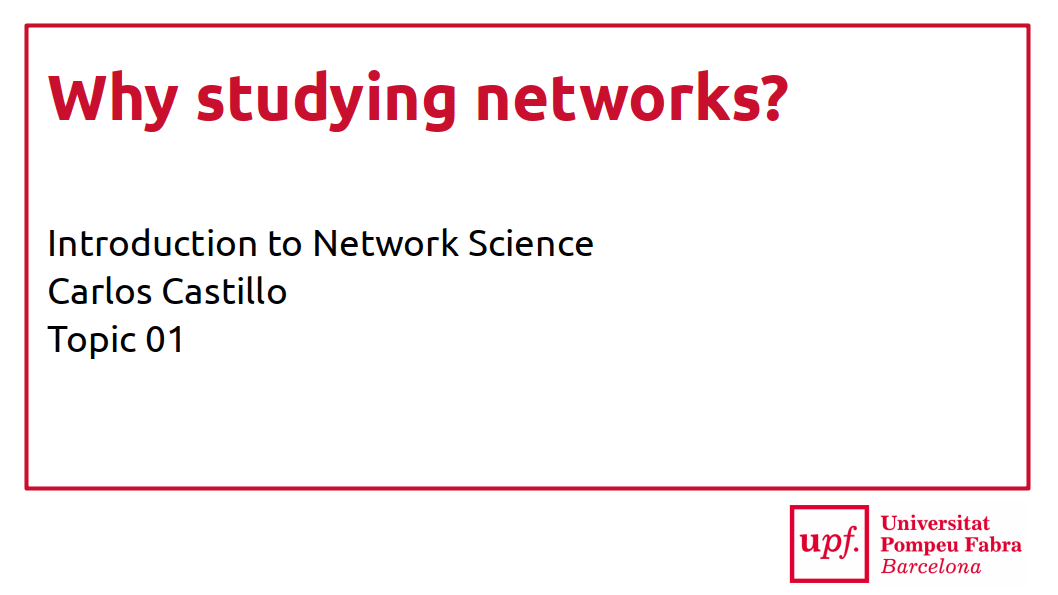 Why studying networks?
Introduction to Network Science
Carlos Castillo
Topic 01
upf.
Universitat
Pompeu Fabra
Barcelona